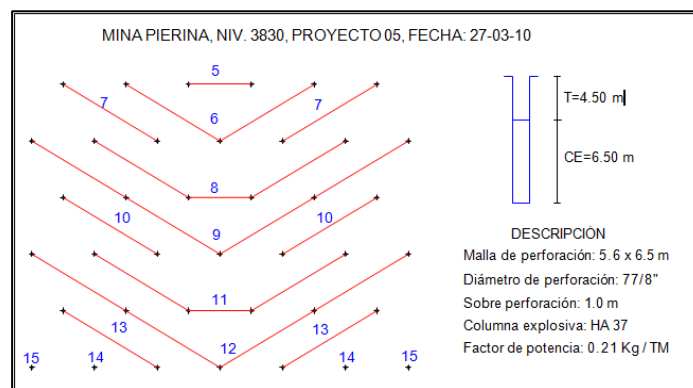 MINA PIERINA, NIV. 3830, PROYECTO 05, FECHA: 27-03-10
5
7 7
6
8
10 10
9
11
13 13
12
15 14 14 15
T=4.50 m
CE=6.50 m
DESCRIPCIÓN
Malla de perforación: 5.6 x 6.5 m
Diámetro de perforación: 77/8"
Sobre perforación: 1.0 m
Columna explosiva: HA 37
Factor de potencia: 0.21 Kg / TM